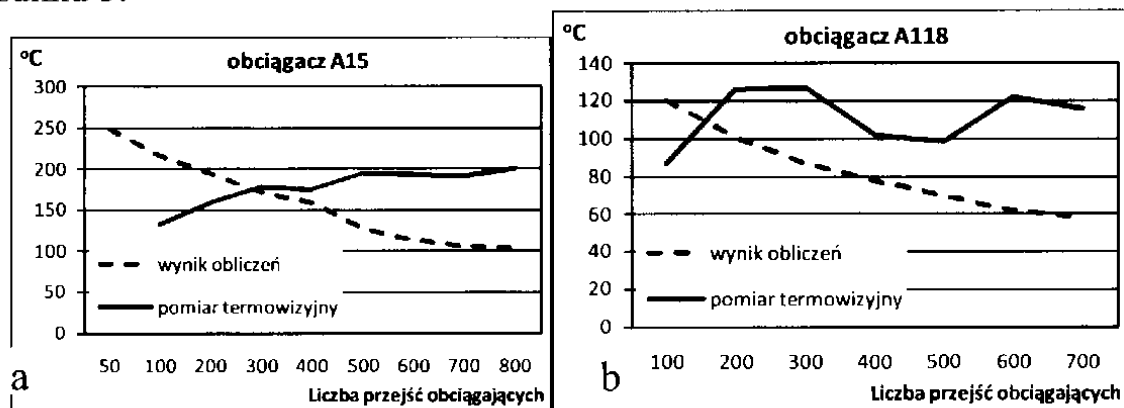 °C
obciągacz A15
300
250
200
150
100
50
0
wynik obliczeń
pomiar termowizyjny
50 100 200 300 400 500 600 700 800
Liczba przejść obciągających
a
°C
obciągacz A118
140
120
100
80
60
40
20
0
wynik obliczeń
pomiar termowizyjny
100 200 300 400 500 600 700
Liczba przejść obciągających
b